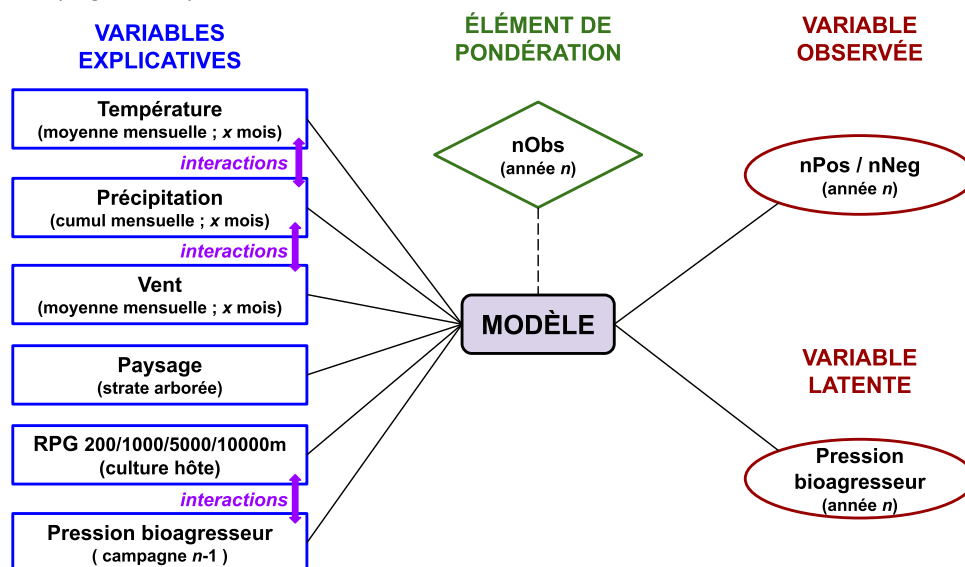 VARIABLES
EXPLICATIVES
Température
(moyenne mensuelle ; x mois)
interactions
Précipitation
(cumul mensuelle ; x mois)
interactions
Vent
(moyenne mensuelle ; x mois)
Paysage
(strate arborée)
RPG 200/1000/5000/10000m
(culture hôte)
interactions
Pression bioagresseur
( campagne n-1 )
ÉLÉMENT DE
PONDÉRATION
nObs
(année n)
MODÈLE
VARIABLE
OBSERVÉE
nPos / nNeg
(année n)
VARIABLE
LATENTE
Pression
bioagresseur
(année n)